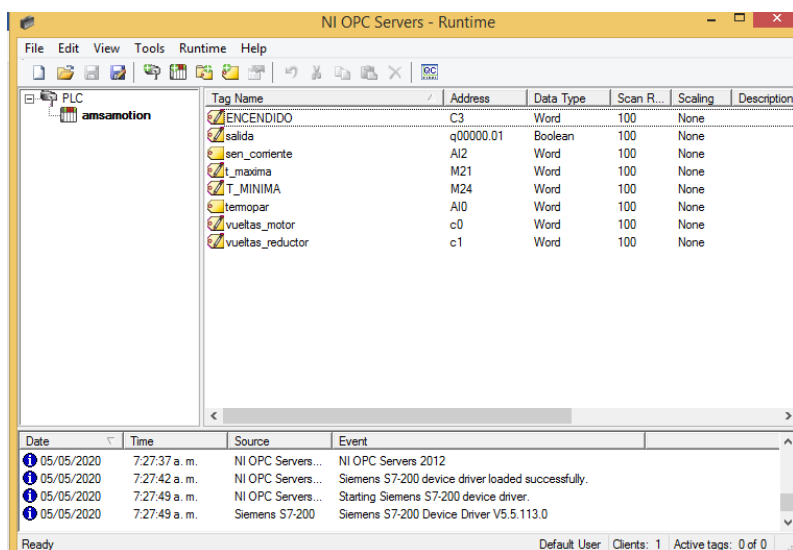 NI OPC Servers - Runtime
File Edit View Tools Runtime Help
PLC
amsamotion
Tag Name Address Data Type Scan R... Scaling Description
ENCENDIDO C3 Word 100 None
salida q00000.01 Boolean 100 None
sen_corriente AI2 Word 100 None
t_maxima M21 Word 100 None
T_MINIMA M24 Word 100 None
termopar AI0 Word 100 None
vueltas_motor c0 Word 100 None
vueltas_reductor c1 Word 100 None
Date Time Source Event
05/05/2020 7:27:37 a. m. NI OPC Servers... NI OPC Servers 2012
05/05/2020 7:27:42 a. m. NI OPC Servers... Siemens S7-200 device driver loaded successfully.
05/05/2020 7:27:49 a. m. NI OPC Servers... Starting Siemens S7-200 device driver.
05/05/2020 7:27:49 a. m. Siemens S7-200 Siemens S7-200 Device Driver V5.5.113.0
Ready Default User Clients: 1 Active tags: 0 of 0